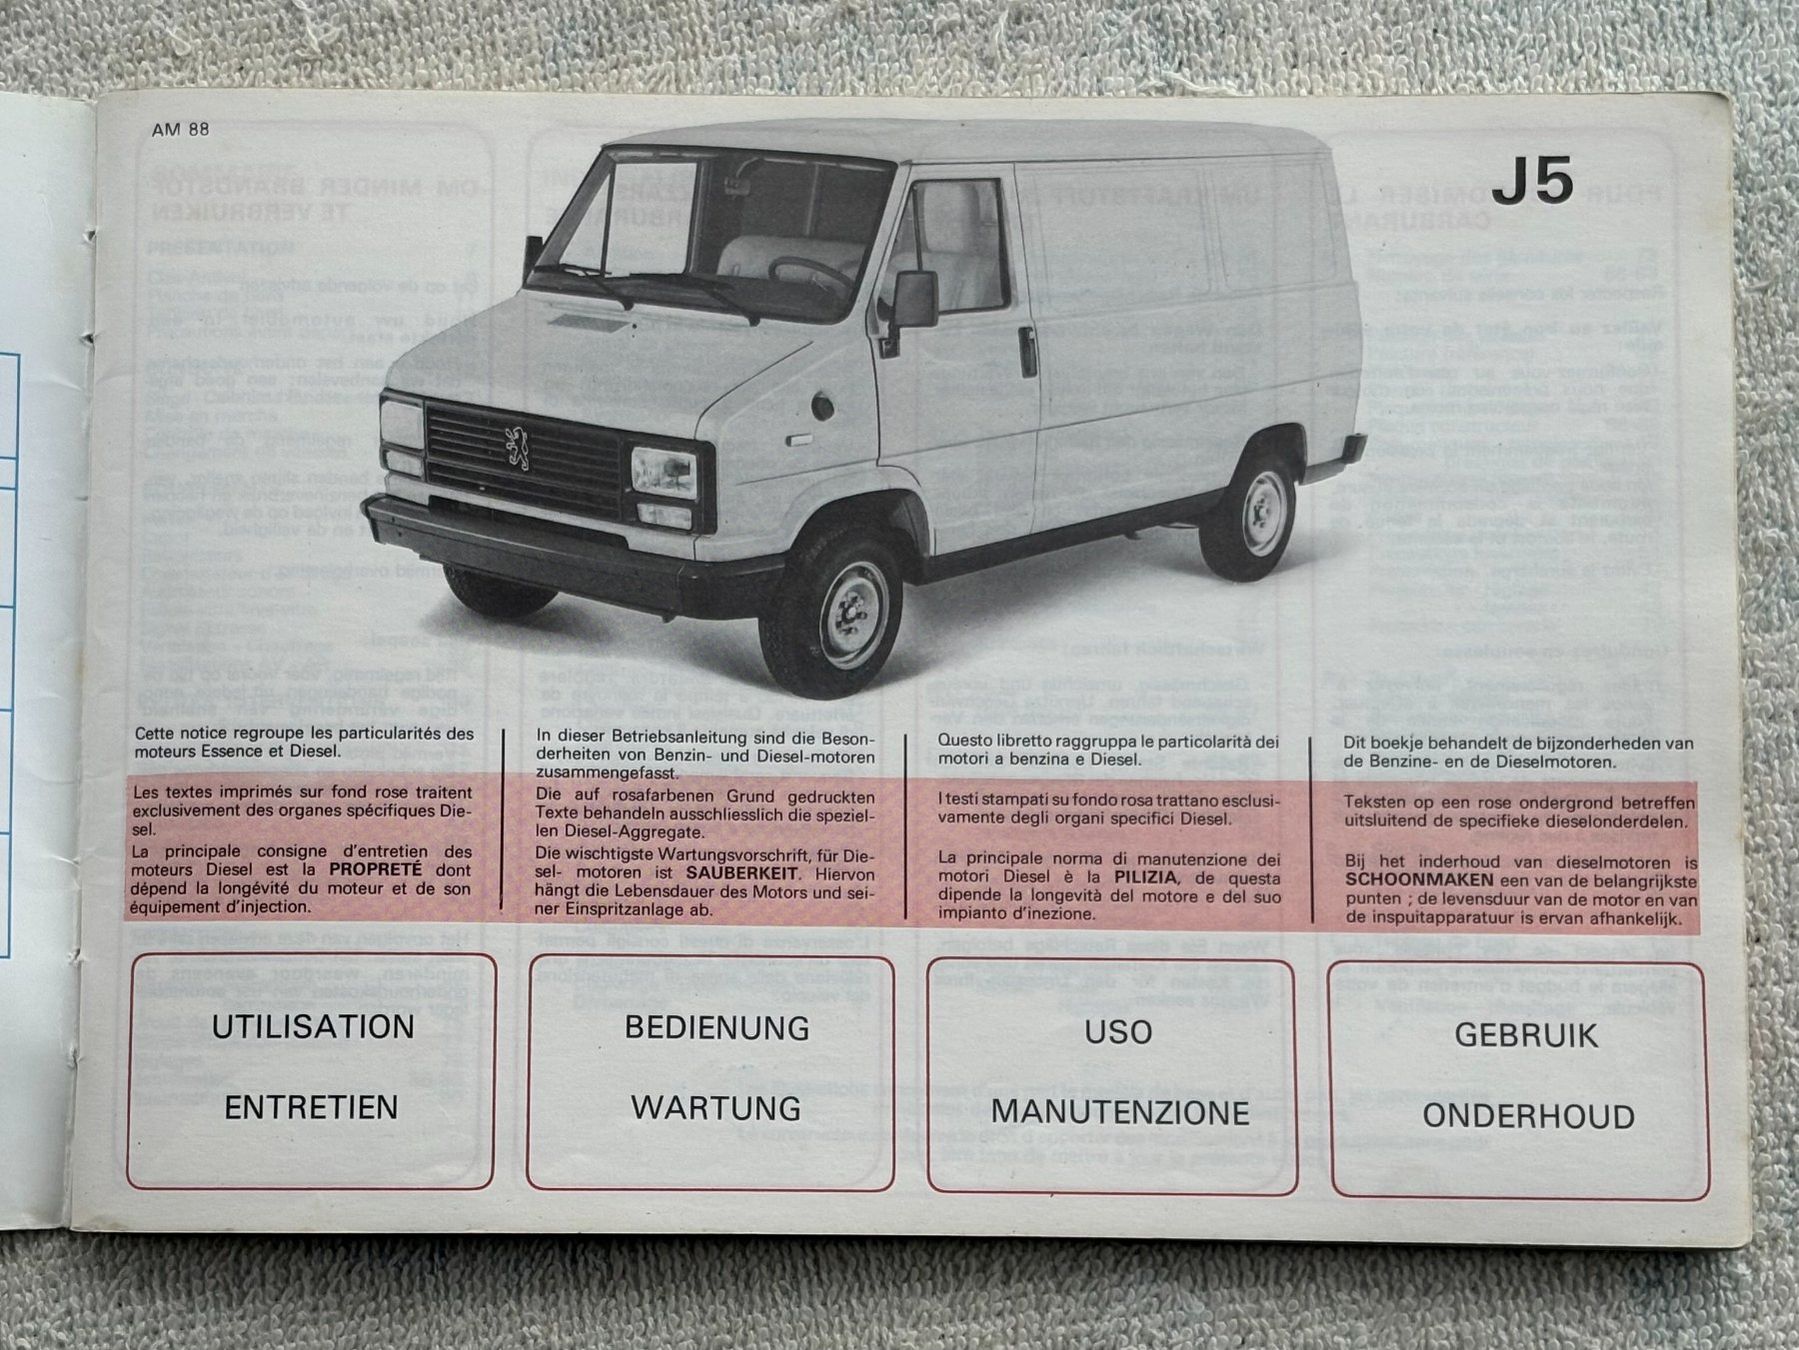 AM 88
J5
Cette notice regroupe les particularités des
moteurs Essence et Diesel.
Les textes imprimés sur fond rose traitent
exclusivement des organes spécifiques Die-
sel.
La principale consigne d'entretien des
moteurs Diesel est la PROPRETÉ dont
dépend la longévité du moteur et de son
équipement d'injection.
In dieser Betriebsanleitung sind die Beson-
derheiten von Benzin- und Diesel-motoren
zusammengefasst.
Die auf rosafarbenen Grund gedruckten
Texte behandeln ausschliesslich die speziel-
len Diesel-Aggregate.
Die wischtigste Wartungsvorschrift, für Die-
sel- motoren ist SAUBERKEIT. Hiervon
hängt die Lebensdauer des Motors und sei-
ner Einspritzanlage ab.
Questo libretto raggruppa le particolarità dei
motori a benzina e Diesel.
I testi stampati su fondo rosa trattano esclusi-
vamente degli organi specifici Diesel.
La principale norma di manutenzione dei
motori Diesel è la PILIZIA, de questa
dipende la longevità del motore e del suo
impianto d'inezione.
Dit boekje behandelt de bijzonderheden van
de Benzine- en de Dieselmotoren.
Teksten op een rose ondergrond betreffen
uitsluitend de specifieke dieselonderdelen.
Bij het inderhoud van dieselmotoren is
SCHOONMAKEN een van de belangrijkste
punten ; de levensduur van de motor en van
de inspuitapparatuur is ervan afhankelijk.
UTILISATION
ENTRETIEN
BEDIENUNG
WARTUNG
USO
MANUTENZIONE
GEBRUIK
ONDERHOUD